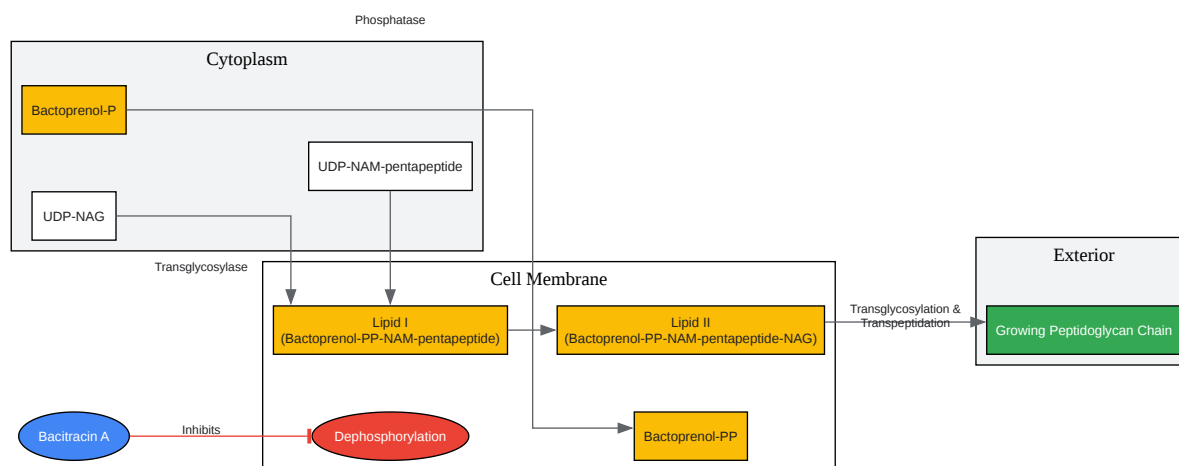 Phosphatase
Cytoplasm
Bactoprenol-P
UDP-NAM-pentapeptide
UDP-NAG
Transglycosylase
Cell Membrane
Exterior
Lipid I
(Bactoprenol-PP-NAM-pentapeptide)
Lipid II
(Bactoprenol-PP-NAM-pentapeptide-NAG)
Transglycosylation &
Transpeptidation
Growing Peptidoglycan Chain
Bacitracin A
Inhibits
Dephosphorylation
Bactoprenol-PP